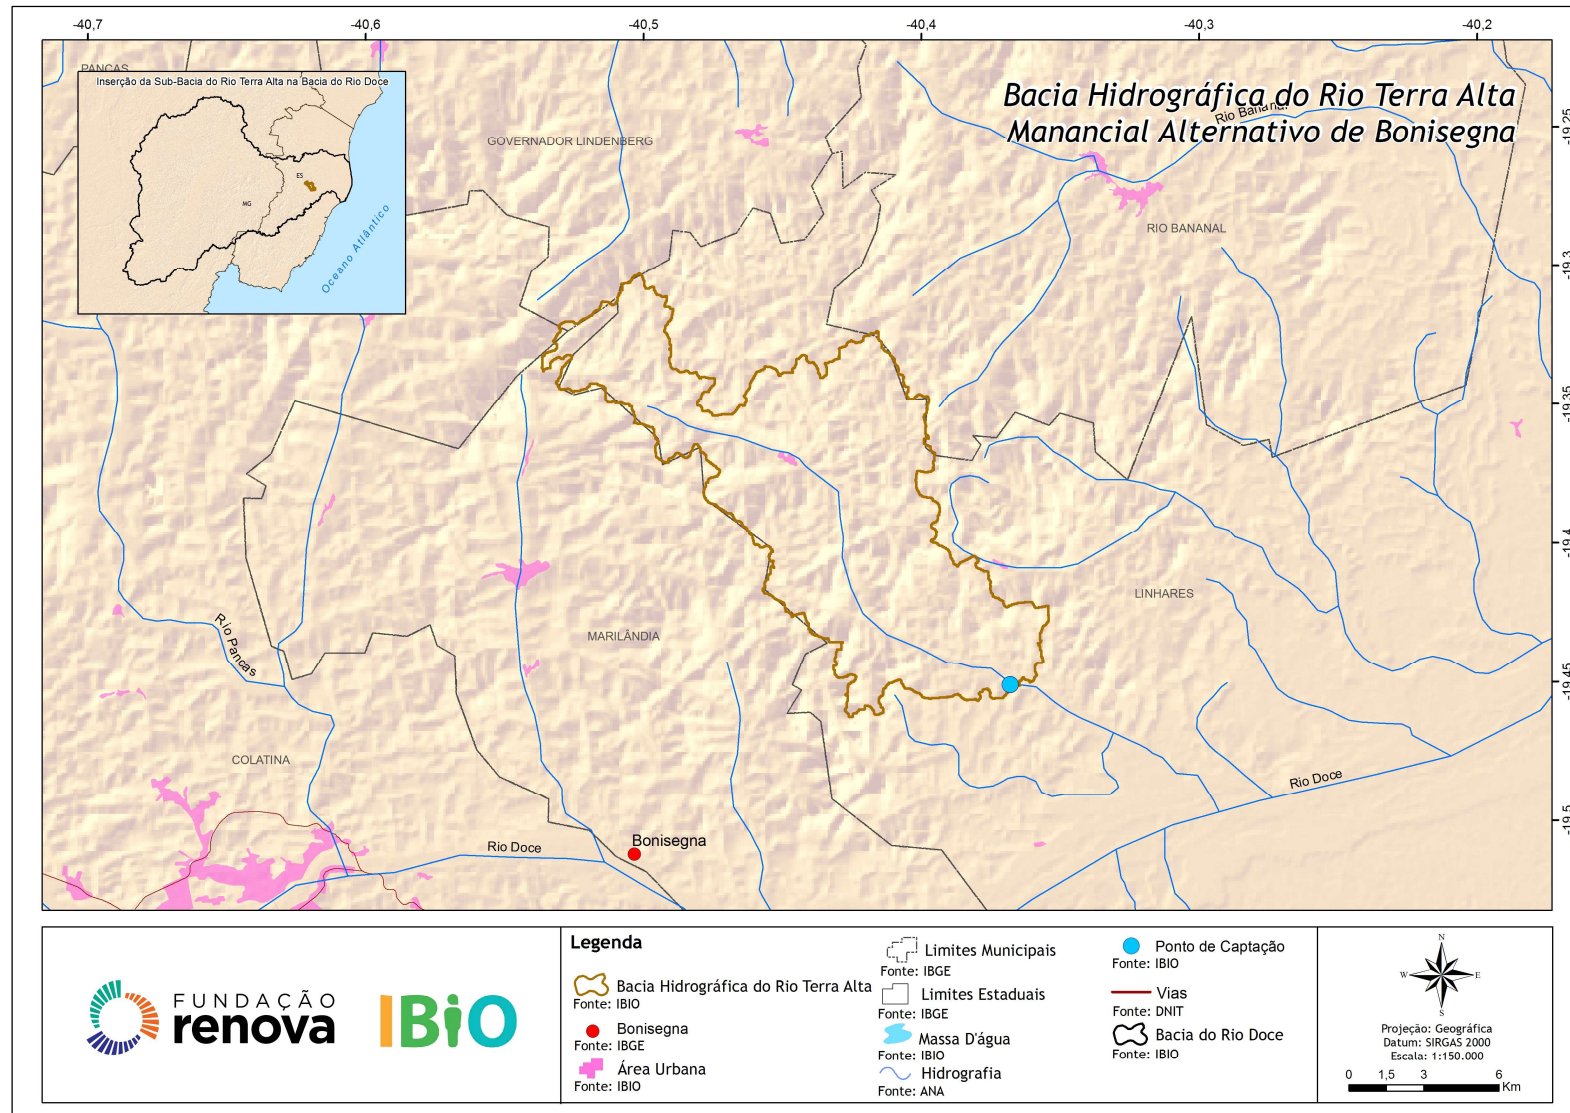 -40,7
-40,6
-40,5
-40,4
-40,3
-40,2
PANCAS
Inserção da Sub-Bacia do Rio Terra Alta na Bacia do Rio Doce
ES
MG
Oceano Atlântico
Bacia Hidrográfica do Rio Terra Alta
Manancial Alternativo de Bonisegna
Rio Bananal
GOVERNADOR LINDENBERG
RIO BANANAL
-19,25
-19,3
-19,35
-19,4
-19,45
-19,5
LINHARES
MARILÂNDIA
Rio Pancas
COLATINA
Rio Doce
Rio Doce
Bonisegna
FUNDAÇÃO
renova
IBiO
Legenda
Bacia Hidrográfica do Rio Terra Alta
Fonte: IBIO
Bonisegna
Fonte: IBGE
Área Urbana
Fonte: IBIO
Limites Municipais
Fonte: IBGE
Limites Estaduais
Fonte: IBGE
Massa D'água
Fonte: IBIO
Hidrografia
Fonte: ANA
Ponto de Captação
Fonte: IBIO
Vias
Fonte: DNIT
Bacia do Rio Doce
Fonte: IBIO
N
W
E
S
Projeção: Geográfica
Datum: SIRGAS 2000
Escala: 1:150.000
0 1,5 3 6
Km